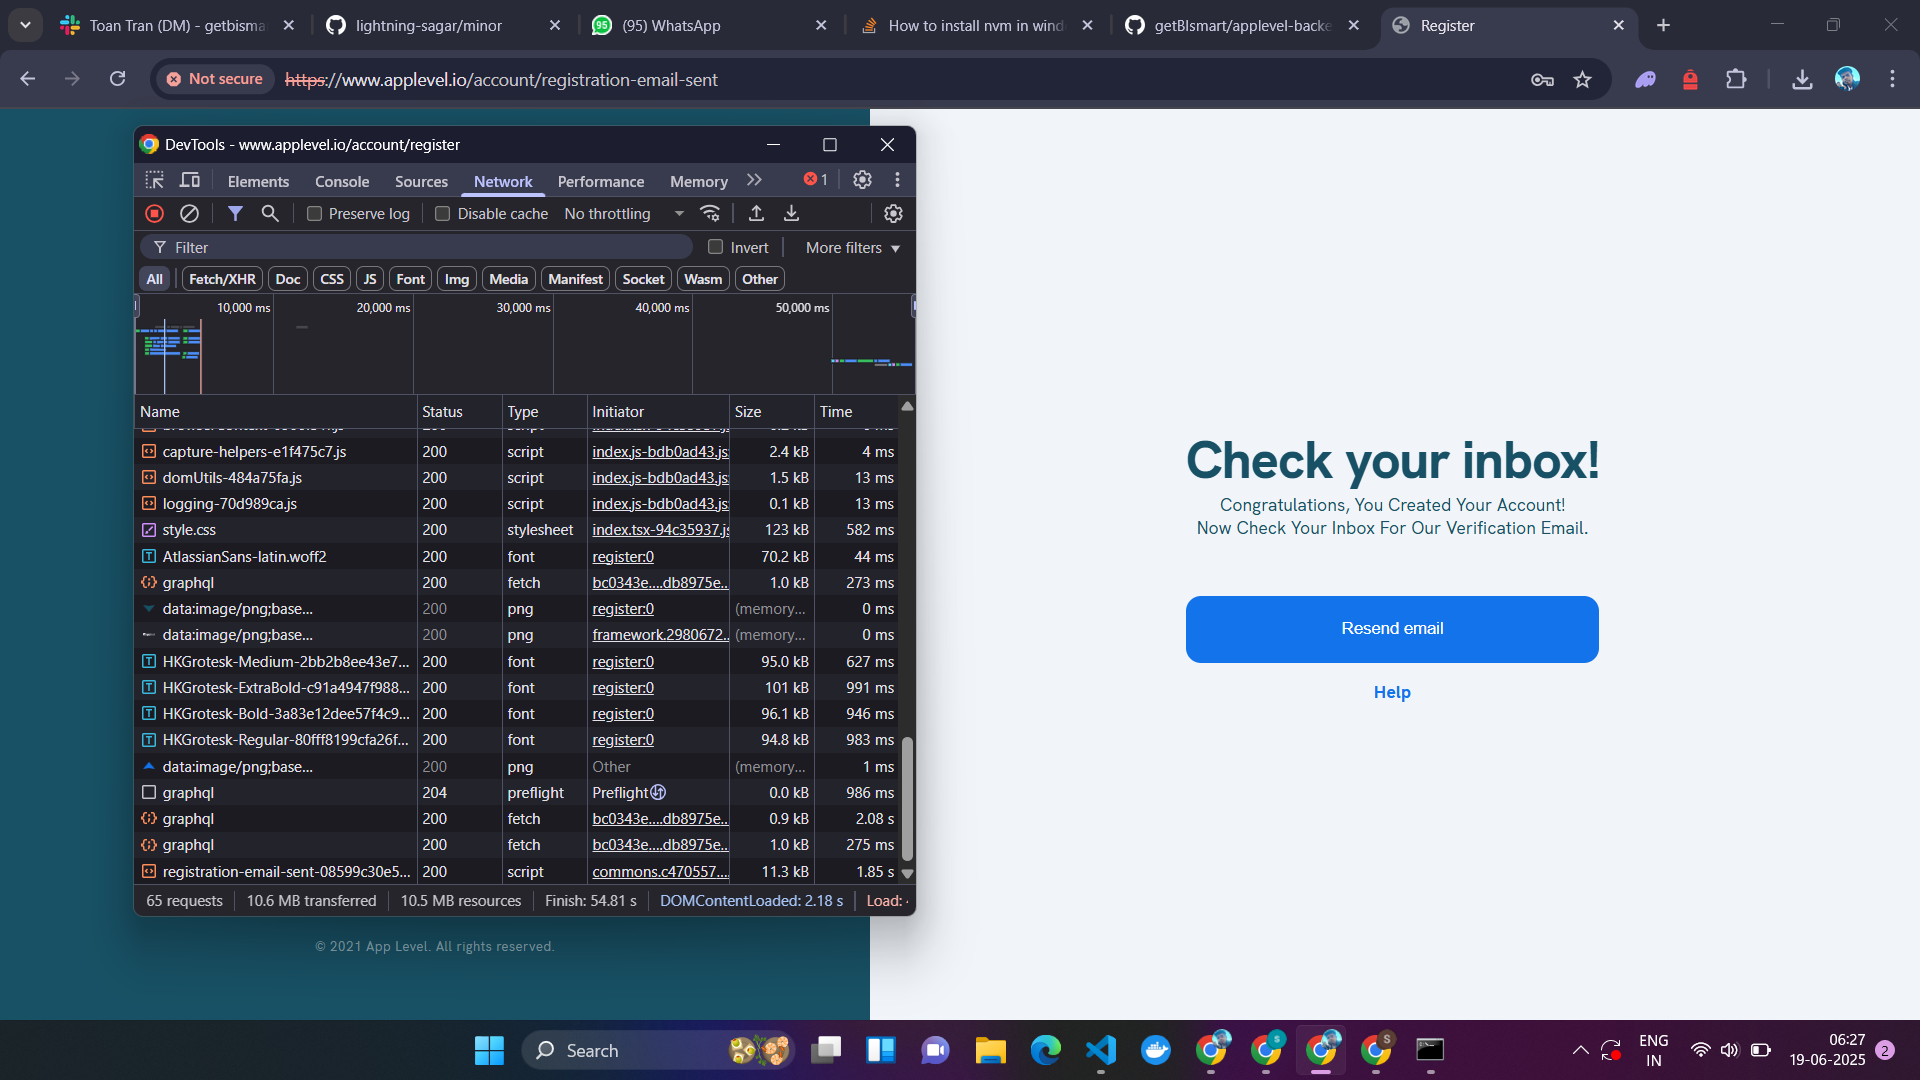 Toan Tran (DM) - getbisma
lightning-sagar/minor
(95) WhatsApp
How to install nvm in wind
getBIsmart/applevel-backe
Register
Not secure
https://www.applevel.io/account/registration-email-sent
DevTools - www.applevel.io/account/register
Elements
Console
Sources
Network
Performance
Memory
1
Preserve log
Disable cache
No throttling
Filter
Invert
More filters
All
Fetch/XHR
Doc
CSS
JS
Font
Img
Media
Manifest
Socket
Wasm
Other
10,000 ms
20,000 ms
30,000 ms
40,000 ms
50,000 ms
Name Status Type Initiator Size Time
capture-helpers-e1f475c7.js 200 script index.js-bdb0ad43.js: 2.4 kB 4 ms
domUtils-484a75fa.js 200 script index.js-bdb0ad43.js: 1.5 kB 13 ms
logging-70d989ca.js 200 script index.js-bdb0ad43.js: 0.1 kB 13 ms
style.css 200 stylesheet index.tsx-94c35937.js 123 kB 582 ms
AtlassianSans-latin.woff2 200 font register:0 70.2 kB 44 ms
graphql 200 fetch bc0343e....db8975e... 1.0 kB 273 ms
data:image/png;base... 200 png register:0 (memory... 0 ms
data:image/png;base... 200 png framework.2980672... (memory... 0 ms
HKGrotesk-Medium-2bb2b8ee43e7... 200 font register:0 95.0 kB 627 ms
HKGrotesk-ExtraBold-c91a4947f988... 200 font register:0 101 kB 991 ms
HKGrotesk-Bold-3a83e12dee57f4c9... 200 font register:0 96.1 kB 946 ms
HKGrotesk-Regular-80fff8199cfa26f... 200 font register:0 94.8 kB 983 ms
data:image/png;base... 200 png Other (memory... 1 ms
graphql 204 preflight Preflight 0.0 kB 986 ms
graphql 200 fetch bc0343e....db8975e... 0.9 kB 2.08 s
graphql 200 fetch bc0343e....db8975e... 1.0 kB 275 ms
registration-email-sent-08599c30e5... 200 script commons.c470557.... 11.3 kB 1.85 s
65 requests
10.6 MB transferred
10.5 MB resources
Finish: 54.81 s
DOMContentLoaded: 2.18 s
Load:
© 2021 App Level. All rights reserved.
Check your inbox!
Congratulations, You Created Your Account!
Now Check Your Inbox For Our Verification Email.
Resend email
Help
Search
ENG
IN
06:27
19-06-2025
2